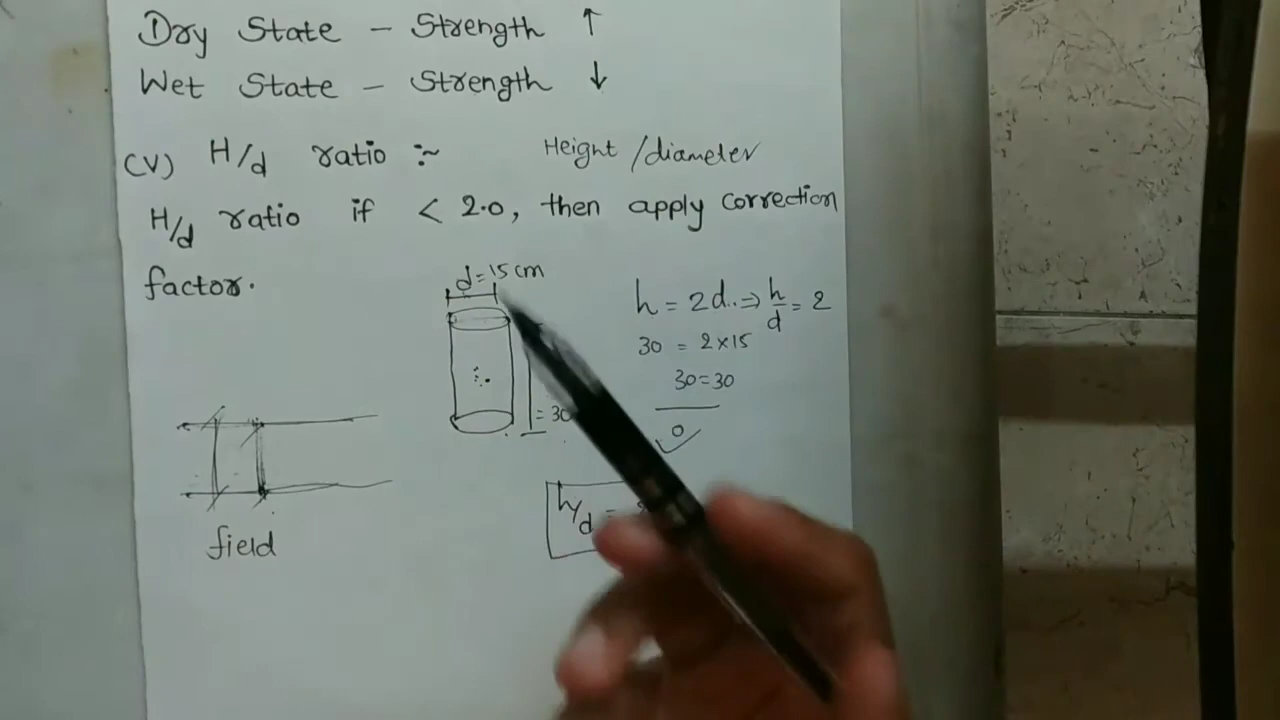 Dry State - Strength ↑
Wet State - Strength ↓
(V) H/d ratio :~ Height /diameter
H/d ratio if < 2.0, then apply correction
factor.
d=15 cm
h = 2d..⇒ h/d = 2
30 = 2×15
30=30
= 30
h/d =
field